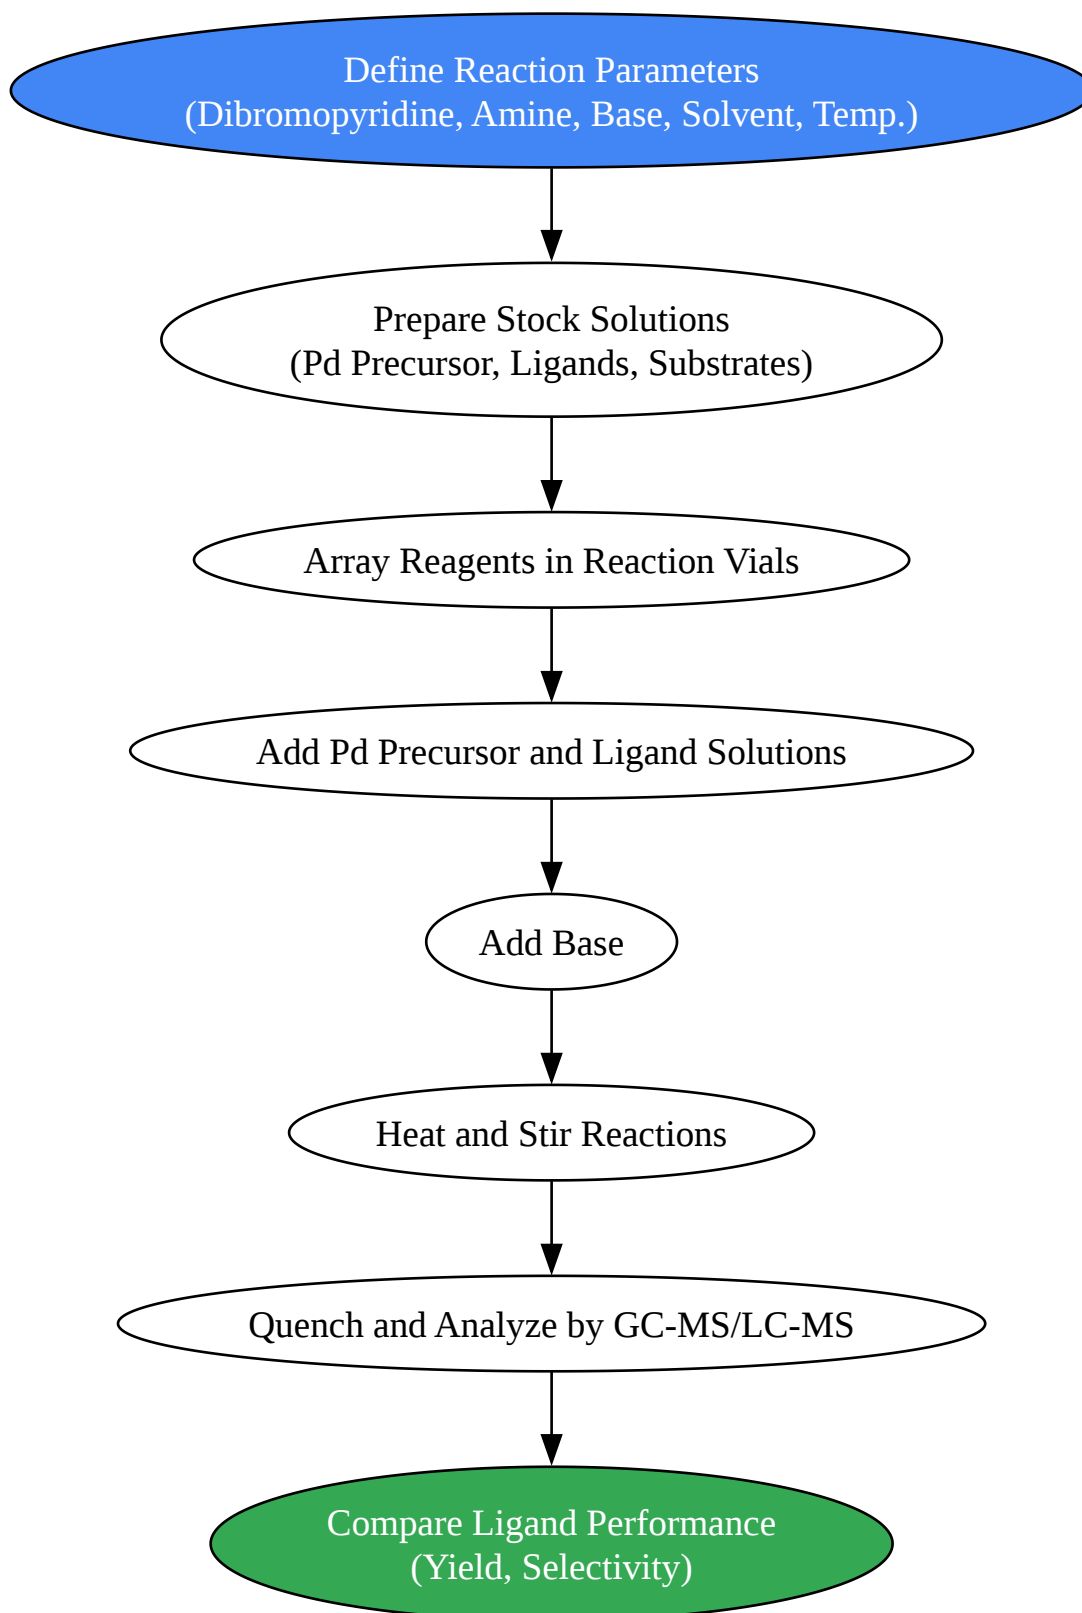 Define Reaction Parameters
(Dibromopyridine, Amine, Base, Solvent, Temp.)
Prepare Stock Solutions
(Pd Precursor, Ligands, Substrates)
Array Reagents in Reaction Vials
Add Pd Precursor and Ligand Solutions
Add Base
Heat and Stir Reactions
Quench and Analyze by GC-MS/LC-MS
Compare Ligand Performance
(Yield, Selectivity)